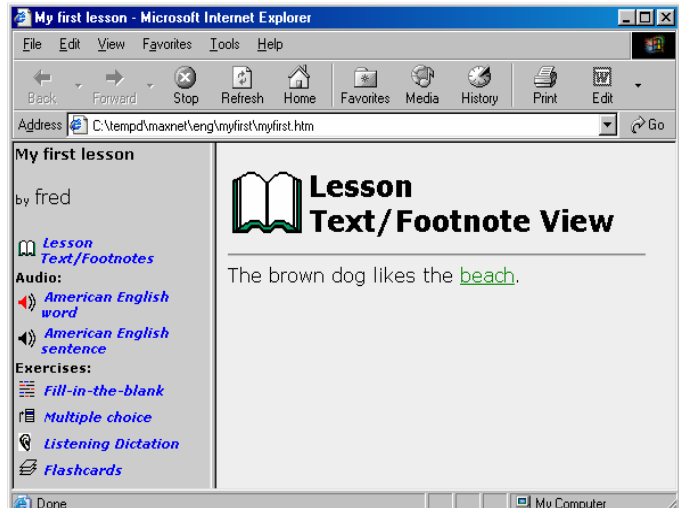 My first lesson - Microsoft Internet Explorer
File Edit View Favorites Tools Help
Back Forward Stop Refresh Home Favorites Media History Print Edit
Address C:\tempd\maxnet\eng\myfirst\myfirst.htm Go
My first lesson
by fred
Lesson
Text/Footnotes
Audio:
American English
word
American English
sentence
Exercises:
Fill-in-the-blank
Multiple choice
Listening Dictation
Flashcards
Lesson
Text/Footnote View
The brown dog likes the beach.
Done My Computer